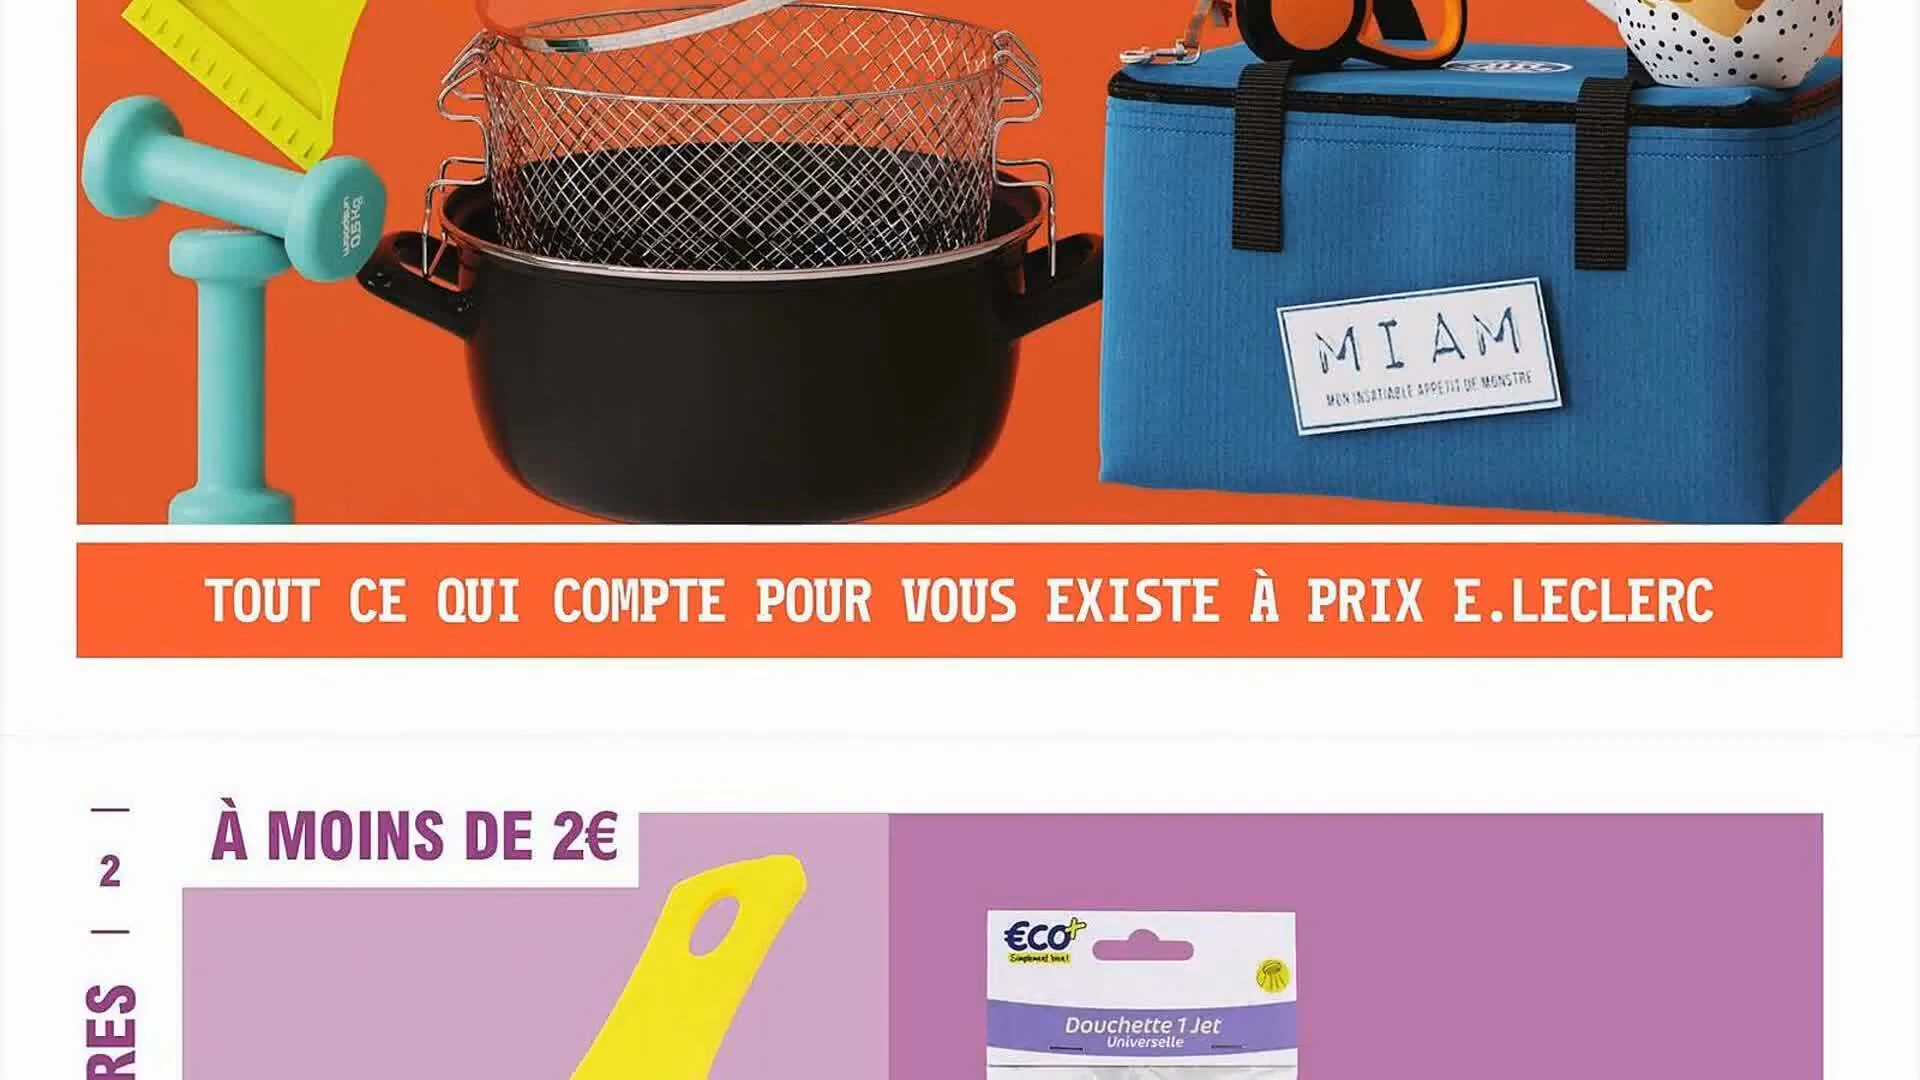 0,5KG
MIAM
MON INSATIABLE APPÉTIT DE MONSTRE
TOUT CE QUI COMPTE POUR VOUS EXISTE À PRIX E.LECLERC
À MOINS DE 2€
2
€CO+
Simplement bien!
Douchette 1 Jet
Universelle
RES